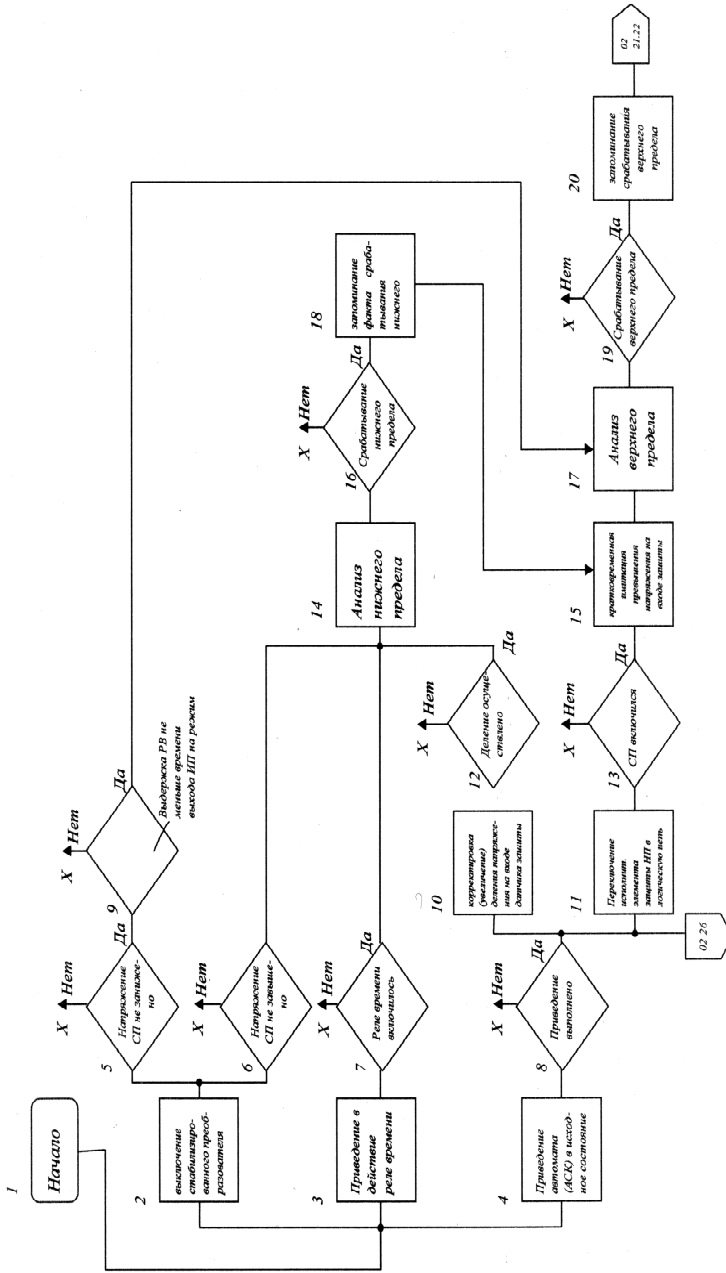 1
Начало
2
выключение
стабилизиро-
ванного преоб-
разователя
3
Приведение в
действие
реле времени
4
Приведение
автомата
(АСК) в исход-
ное состояние
5
Напряжение
СП не заниже-
но
Х
Нет
Да
6
Напряжение
СП не завыше-
но
Х
Нет
7
Реле времени
включилось
Х
Нет
Да
8
Приведение
выполнено
Х
Нет
Да
9
Х
Нет
Да
Выдержка РВ не
меньше времени
выхода ИП на режим
10
корректировка
(увеличение)
деления напряже-
ния на входе
датчика защиты
11
Переключение
исполнит.
элемента
защиты НП в
логическую цепь
02 26
12
Деление осуще-
ствлено
Х
Нет
Да
13
СП включился
Х
Нет
Да
14
Анализ
нижнего
предела
15
кратковременная
имитация
превышения
напряжения на
входе защиты
16
Срабатывание
нижнего
предела
Х
Нет
Да
17
Анализ
верхнего
предела
18
запоминание
факта сраба-
тывания
нижнего
19
Срабатывание
верхнего предела
Х
Нет
Да
20
запоминание
срабатывания
верхнего
предела
02
21.22